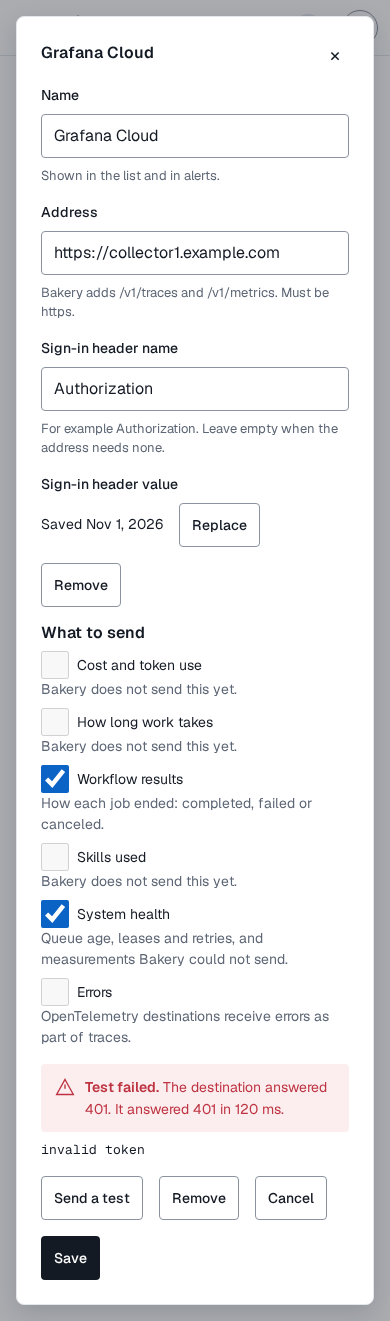 Grafana Cloud
×
Name
Grafana Cloud
Shown in the list and in alerts.
Address
https://collector1.example.com
Bakery adds /v1/traces and /v1/metrics. Must be
https.
Sign-in header name
Authorization
For example Authorization. Leave empty when the
address needs none.
Sign-in header value
Saved Nov 1, 2026 Replace
Remove
What to send
Cost and token use
Bakery does not send this yet.
How long work takes
Bakery does not send this yet.
Workflow results
How each job ended: completed, failed or
canceled.
Skills used
Bakery does not send this yet.
System health
Queue age, leases and retries, and
measurements Bakery could not send.
Errors
OpenTelemetry destinations receive errors as
part of traces.
Test failed. The destination answered
401. It answered 401 in 120 ms.
invalid token
Send a test Remove Cancel
Save